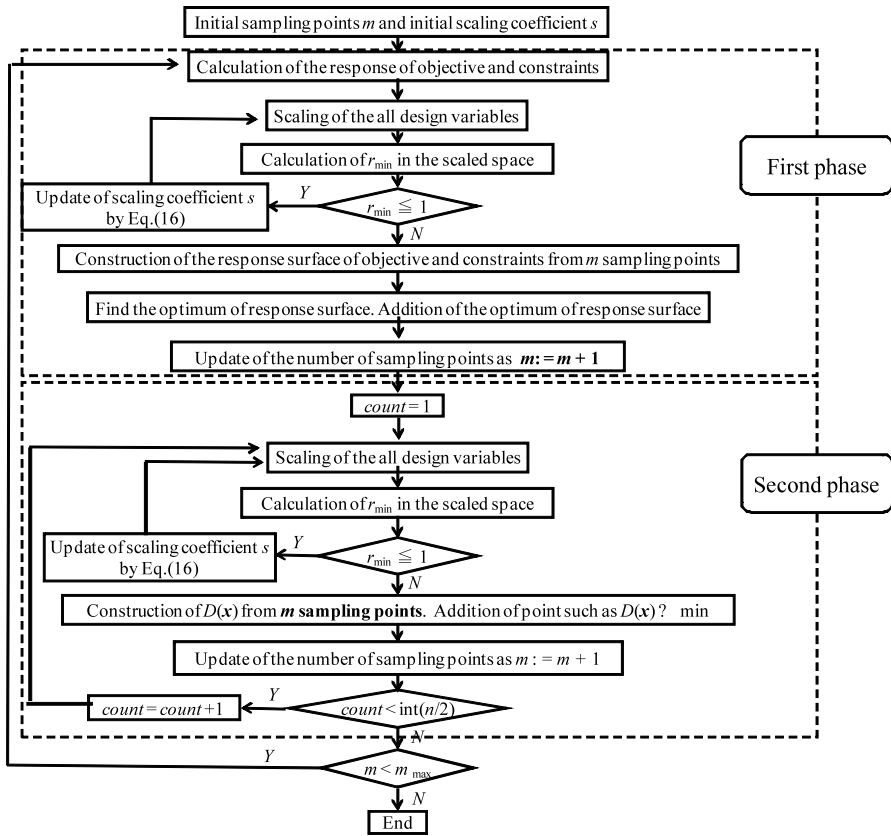 Initial sampling points m and initial scaling coefficient s
Calculation of the response of objective and constraints
Scaling of the all design variables
Calculation of rmin in the scaled space
First phase
Update of scaling coefficient s
by Eq.(16)
Y
rmin ≦ 1
N
Construction of the response surface of objective and constraints from m sampling points
Find the optimum of response surface. Addition of the optimum of response surface
Update of the number of sampling points as m: = m + 1
count = 1
Scaling of the all design variables
Second phase
Calculation of rmin in the scaled space
Update of scaling coefficient s
by Eq.(16)
Y
rmin ≦ 1
N
Construction of D(x) from m sampling points. Addition of point such as D(x) ? min
Update of the number of sampling points as m : = m + 1
count = count +1
Y
count < int(n/2)
N
Y
m < m max
N
End